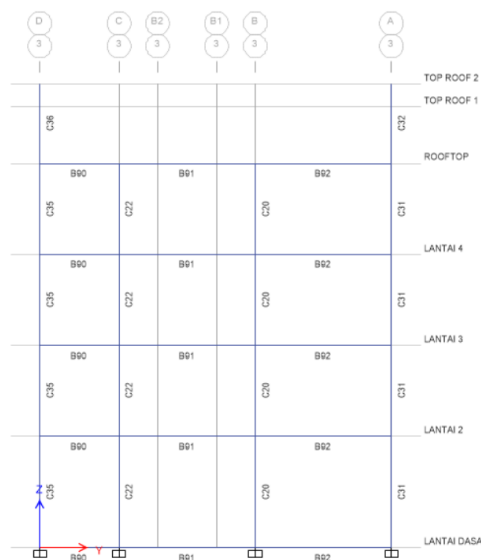 D C B2 B1 B A
3 3 3 3 3 3
TOP ROOF 2
TOP ROOF 1
C36 C32
ROOFTOP
B90 B91 B92
C35 C22 C20 C31
LANTAI 4
B90 B91 B92
C35 C22 C20 C31
LANTAI 3
B90 B91 B92
C35 C22 C20 C31
LANTAI 2
B90 B91 B92
C35 C22 C20 C31
Z
Y
LANTAI DASA
B90 B91 B92